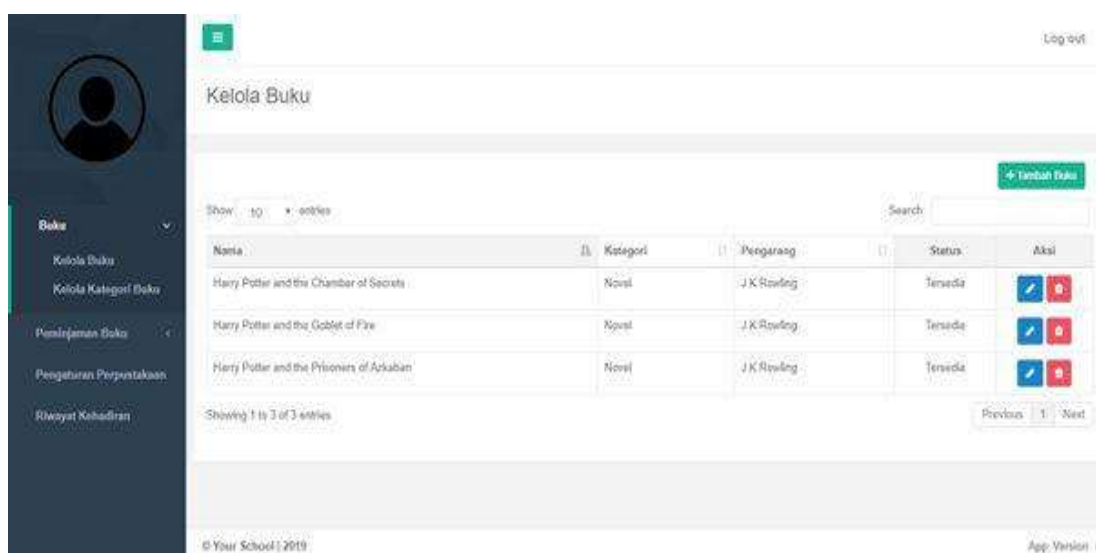 Log out
Kelola Buku
+ Tambah Buku
Show 10 entries
Search
Buku
Kelola Buku
Kelola Kategori Buku
Peminjaman Buku
Pengaturan Perpustakaan
Riwayat Kehadiran
Nama Kategori Pengarang Status Aksi
Harry Potter and the Chamber of Secrets Novel J K Rowling Tersedia
Harry Potter and the Goblet of Fire Novel J K Rowling Tersedia
Harry Potter and the Prisoners of Azkaban Novel J K Rowling Tersedia
Showing 1 to 3 of 3 entries
Previous 1 Next
© Your School | 2019
App Version